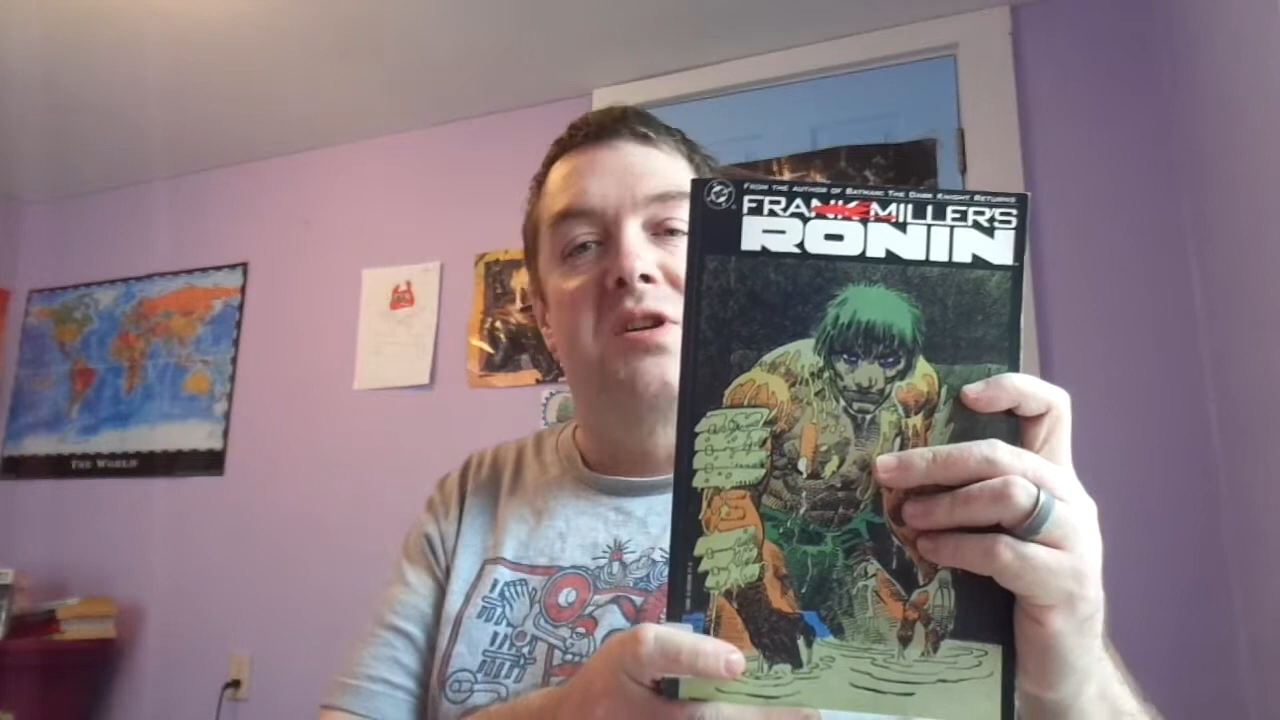 FROM THE AUTHOR OF BATMAN: THE DARK KNIGHT RETURNS
FRANK MILLER'S
RONIN
THE WORLD